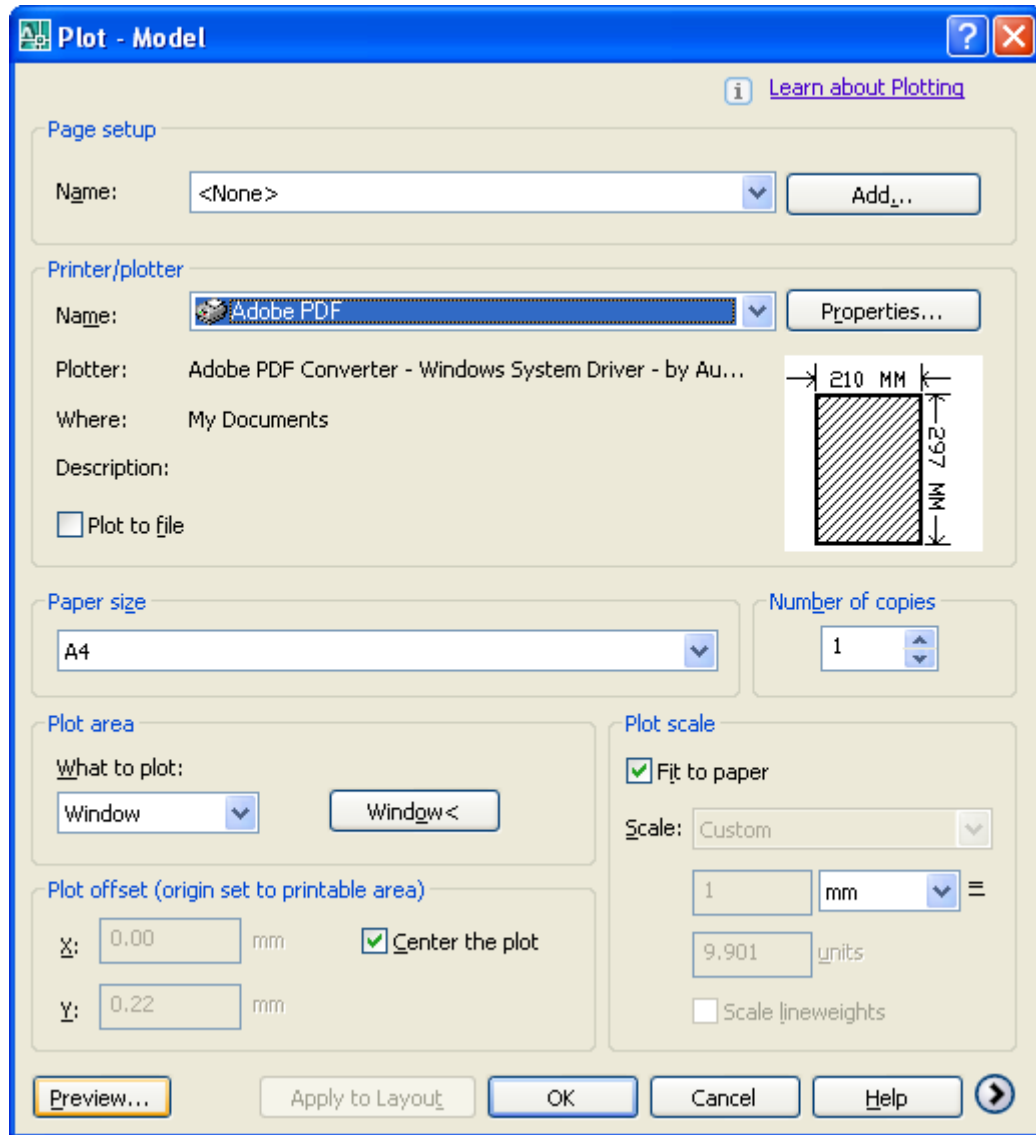 Plot - Model
Learn about Plotting
Page setup
Name: <None> Add...
Printer/plotter
Name: Adobe PDF Properties...
Plotter: Adobe PDF Converter - Windows System Driver - by Au...
210 MM
Where: My Documents
297 MM
Description:
Plot to file
Paper size
Number of copies
A4
1
Plot area
Plot scale
What to plot:
Fit to paper
Window Window<
Scale: Custom
Plot offset (origin set to printable area)
1 mm =
X: 0.00 mm Center the plot
9.901 units
Y: 0.22 mm
Scale lineweights
Preview... Apply to Layout OK Cancel Help